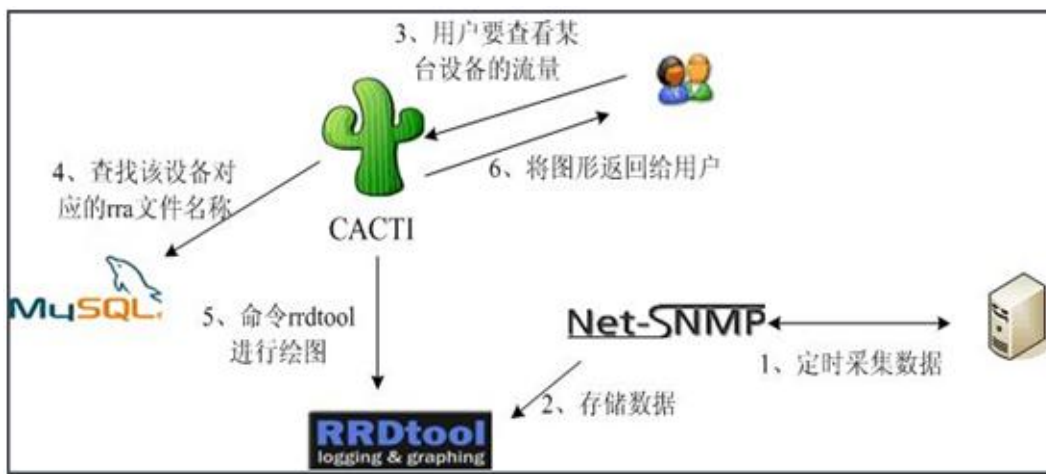 3、用户要查看某
台设备的流量
6、将图形返回给用户
4、查找该设备对
应的rra文件名称
CACTI
MySQL
5、命令rrdtool
进行绘图
Net-SNMP
1、定时采集数据
2、存储数据
RRDtool
logging & graphing